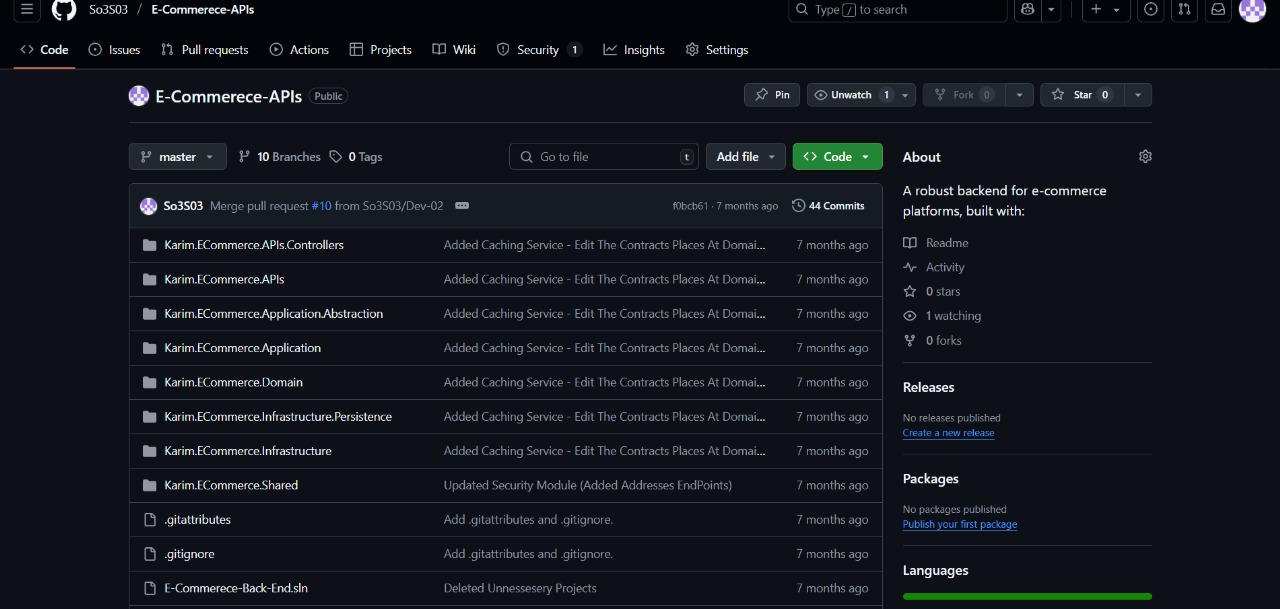 So3S03 / E-Commerece-APIs
Type / to search
Code Issues Pull requests Actions Projects Wiki Security 1 Insights Settings
E-Commerece-APIs Public
Pin Unwatch 1 Fork 0 Star 0
master 10 Branches 0 Tags
Go to file t Add file Code
So3S03 Merge pull request #10 from So3S03/Dev-02 f0bcb61 · 7 months ago 44 Commits
Karim.ECommerce.APIs.Controllers Added Caching Service - Edit The Contracts Places At Domai... 7 months ago
Karim.ECommerce.APIs Added Caching Service - Edit The Contracts Places At Domai... 7 months ago
Karim.ECommerce.Application.Abstraction Added Caching Service - Edit The Contracts Places At Domai... 7 months ago
Karim.ECommerce.Application Added Caching Service - Edit The Contracts Places At Domai... 7 months ago
Karim.ECommerce.Domain Added Caching Service - Edit The Contracts Places At Domai... 7 months ago
Karim.ECommerce.Infrastructure.Persistence Added Caching Service - Edit The Contracts Places At Domai... 7 months ago
Karim.ECommerce.Infrastructure Added Caching Service - Edit The Contracts Places At Domai... 7 months ago
Karim.ECommerce.Shared Updated Security Module (Added Addresses EndPoints) 7 months ago
.gitattributes Add .gitattributes and .gitignore. 7 months ago
.gitignore Add .gitattributes and .gitignore. 7 months ago
E-Commerece-Back-End.sln Deleted Unnessesery Projects 7 months ago
About
A robust backend for e-commerce
platforms, built with:
Readme
Activity
0 stars
1 watching
0 forks
Releases
No releases published
Create a new release
Packages
No packages published
Publish your first package
Languages